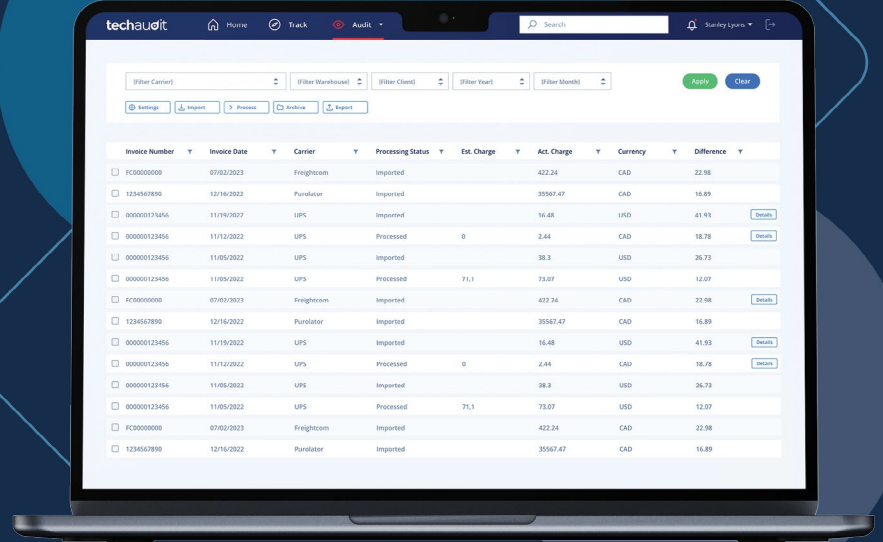 techaudit Home Track Audit Search Stanley Lyons
(Filter Carrier) (Filter Warehouse) (Filter Client) (Filter Year) (Filter Month) Apply Clear
Settings Import Process Archive Export
Invoice Number Invoice Date Carrier Processing Status Est. Charge Act. Charge Currency Difference
FC00000000 07/02/2023 Freightcom Imported 422.24 CAD 22.98
1234567890 12/16/2022 Purolator Imported 35567.47 CAD 16.89
000000123456 11/19/2022 UPS Imported 16.48 USD 41.93 Details
000000123456 11/12/2022 UPS Processed 0 2.44 CAD 18.78 Details
000000123456 11/05/2022 UPS Imported 38.3 USD 26.73
000000123456 11/05/2022 UPS Processed 71,1 73.07 USD 12.07
FC00000000 07/02/2023 Freightcom Imported 422.24 CAD 22.98 Details
1234567890 12/16/2022 Purolator Imported 35567.47 CAD 16.89
000000123456 11/19/2022 UPS Imported 16.48 USD 41.93 Details
000000123456 11/12/2022 UPS Processed 0 2.44 CAD 18.78 Details
000000123456 11/05/2022 UPS Imported 38.3 USD 26.73
000000123456 11/05/2022 UPS Processed 71,1 73.07 USD 12.07
FC00000000 07/02/2023 Freightcom Imported 422.24 CAD 22.98
1234567890 12/16/2022 Purolator Imported 35567.47 CAD 16.89